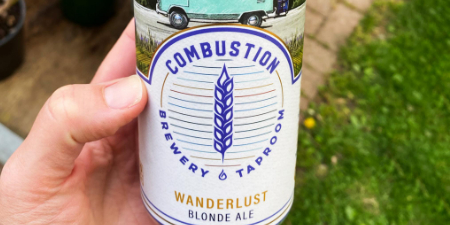 COMBUSTION
BREWERY TAPROOM
WANDERLUST
BLONDE ALE